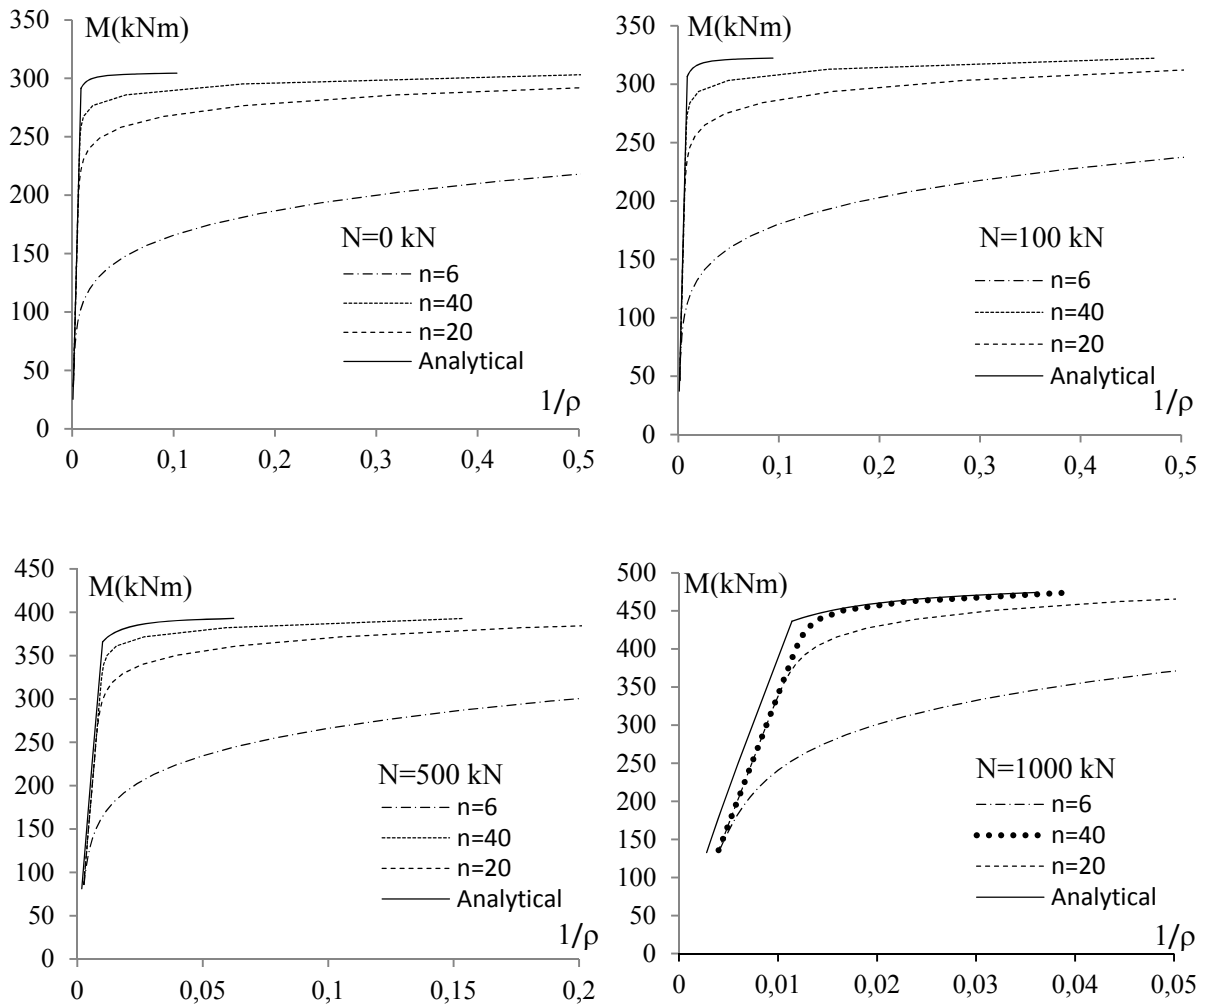 M(kNm)
350
300
250
200
150
100
50
0
N=0 kN
n=6
n=40
n=20
Analytical
1/ρ
0 0,1 0,2 0,3 0,4 0,5
M(kNm)
350
300
250
200
150
100
50
0
N=100 kN
n=6
n=40
n=20
Analytical
1/ρ
0 0,1 0,2 0,3 0,4 0,5
M(kNm)
450
400
350
300
250
200
150
100
50
0
N=500 kN
n=6
n=40
n=20
Analytical
1/ρ
0 0,05 0,1 0,15 0,2
M(kNm)
500
450
400
350
300
250
200
150
100
50
0
N=1000 kN
n=6
n=40
n=20
Analytical
1/ρ
0 0,01 0,02 0,03 0,04 0,05